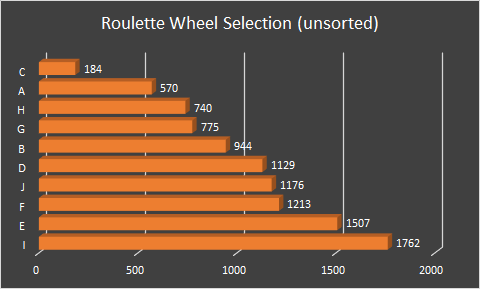 Roulette Wheel Selection (unsorted)
C 184
A 570
H 740
G 775
B 944
D 1129
J 1176
F 1213
E 1507
I 1762
0 500 1000 1500 2000